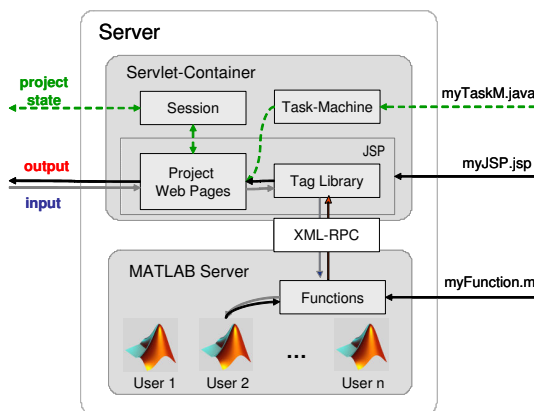 Server
Servlet-Container
project
state
Session
Task-Machine
myTaskM.java
JSP
output
input
Project
Web Pages
Tag Library
myJSP.jsp
XML-RPC
MATLAB Server
Functions
myFunction.m
User 1
User 2
...
User n